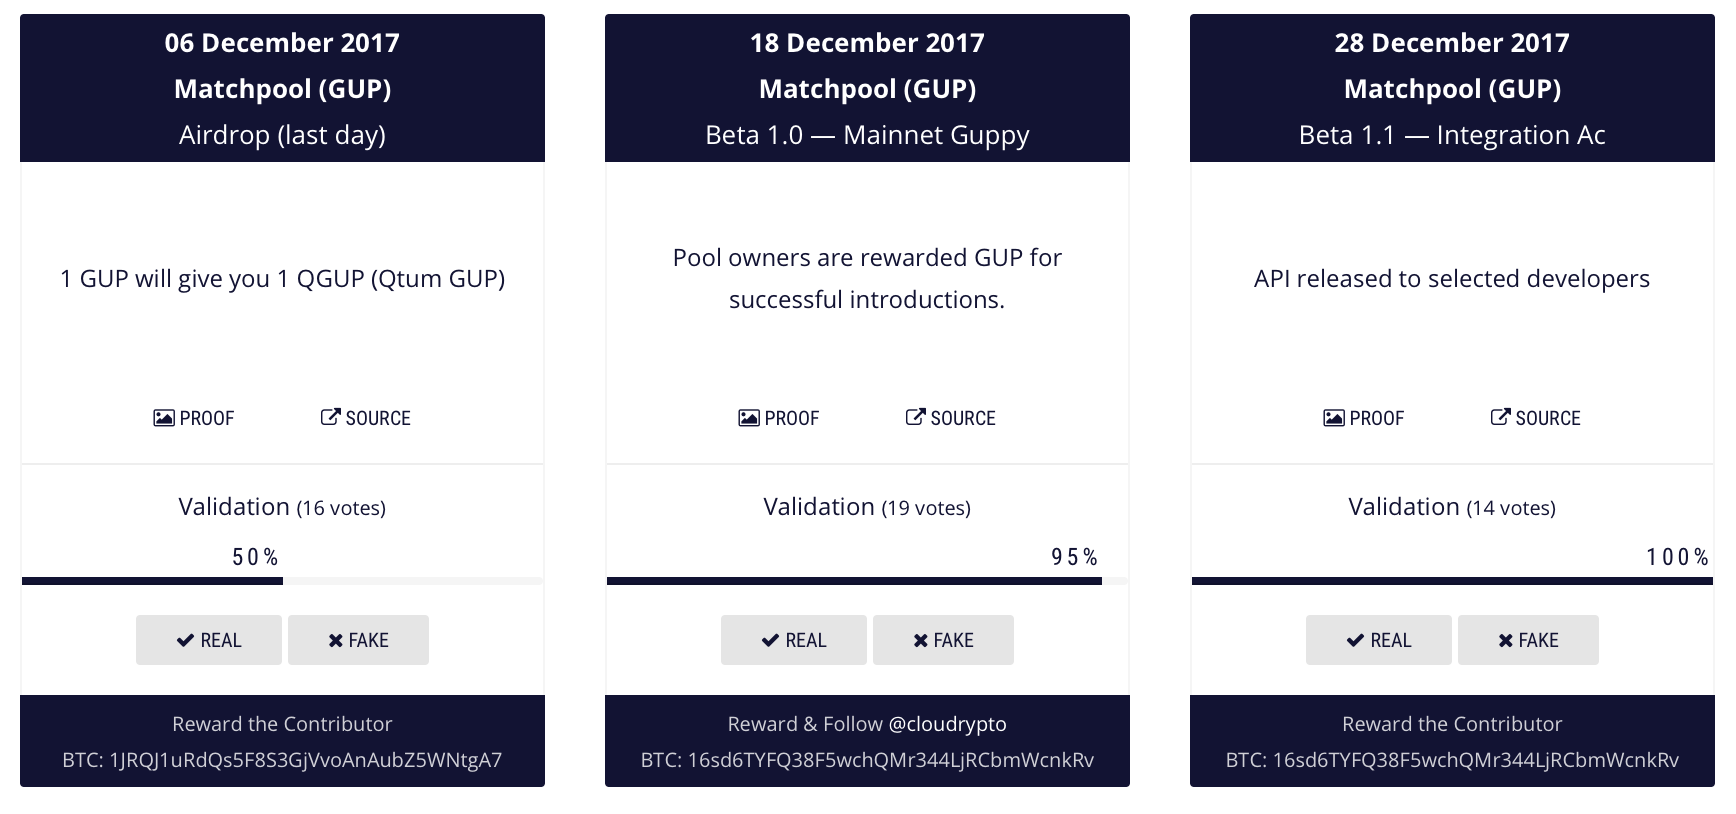 06 December 2017
Matchpool (GUP)
Airdrop (last day)
1 GUP will give you 1 QGUP (Qtum GUP)
PROOF SOURCE
Validation (16 votes)
50%
REAL FAKE
Reward the Contributor
BTC: 1JRQJ1uRdQs5F8S3GjVvoAnAubZ5WNtgA7
18 December 2017
Matchpool (GUP)
Beta 1.0 — Mainnet Guppy
Pool owners are rewarded GUP for
successful introductions.
PROOF SOURCE
Validation (19 votes)
95%
REAL FAKE
Reward & Follow @cloudrypto
BTC: 16sd6TYFQ38F5wchQMr344LjRCbmWcnkRv
28 December 2017
Matchpool (GUP)
Beta 1.1 — Integration Ac
API released to selected developers
PROOF SOURCE
Validation (14 votes)
100%
REAL FAKE
Reward the Contributor
BTC: 16sd6TYFQ38F5wchQMr344LjRCbmWcnkRv